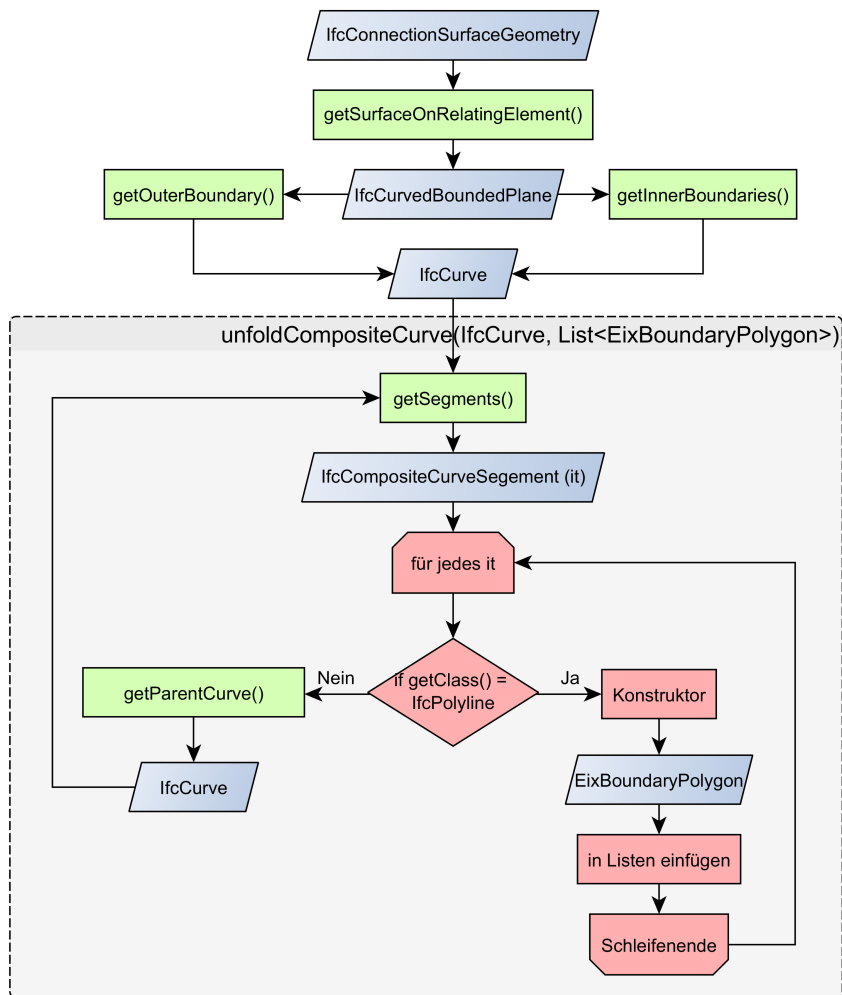 IfcConnectionSurfaceGeometry
getSurfaceOnRelatingElement()
getOuterBoundary()
IfcCurvedBoundedPlane
getInnerBoundaries()
IfcCurve
unfoldCompositeCurve(IfcCurve, List<EixBoundaryPolygon>)
getSegments()
IfcCompositeCurveSegement (it)
für jedes it
if getClass() =
IfcPolyline
Nein
Ja
getParentCurve()
Konstruktor
IfcCurve
EixBoundaryPolygon
in Listen einfügen
Schleifenende